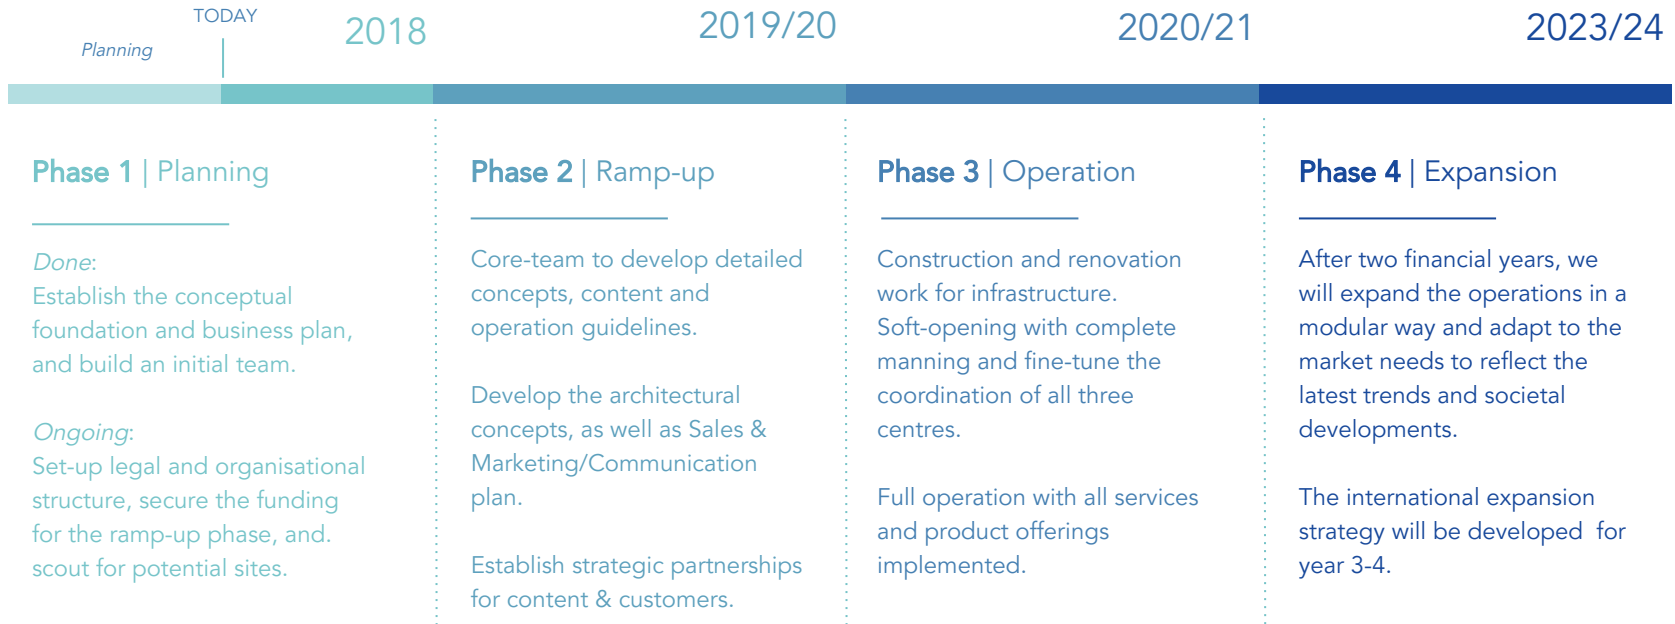 TODAY
Planning
2018
2019/20
2020/21
2023/24
Phase 1 | Planning
Done:
Establish the conceptual
foundation and business plan,
and build an initial team.
Ongoing:
Set-up legal and organisational
structure, secure the funding
for the ramp-up phase, and.
scout for potential sites.
Phase 2 | Ramp-up
Core-team to develop detailed
concepts, content and
operation guidelines.
Develop the architectural
concepts, as well as Sales &
Marketing/Communication
plan.
Establish strategic partnerships
for content & customers.
Phase 3 | Operation
Construction and renovation
work for infrastructure.
Soft-opening with complete
manning and fine-tune the
coordination of all three
centres.
Full operation with all services
and product offerings
implemented.
Phase 4 | Expansion
After two financial years, we
will expand the operations in a
modular way and adapt to the
market needs to reflect the
latest trends and societal
developments.
The international expansion
strategy will be developed  for
year 3-4.